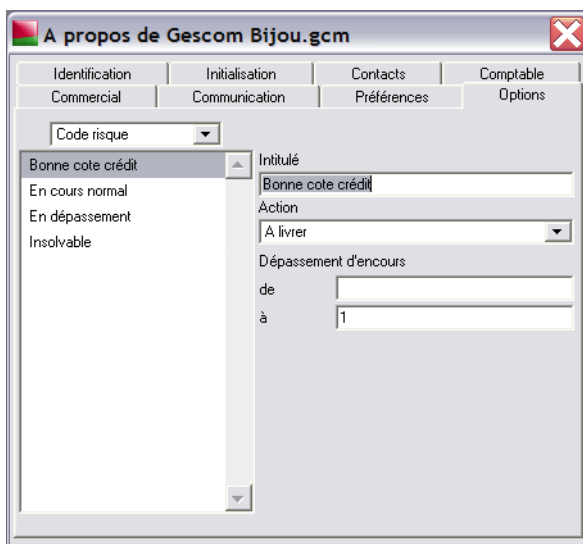 A propos de Gescom Bijou.gcm
Identification Initialisation Contacts Comptable
Commercial Communication Préférences Options
Code risque
Bonne cote crédit
En cours normal
En dépassement
Insolvable
Intitulé
Bonne cote crédit
Action
A livrer
Dépassement d'encours
de
à 1